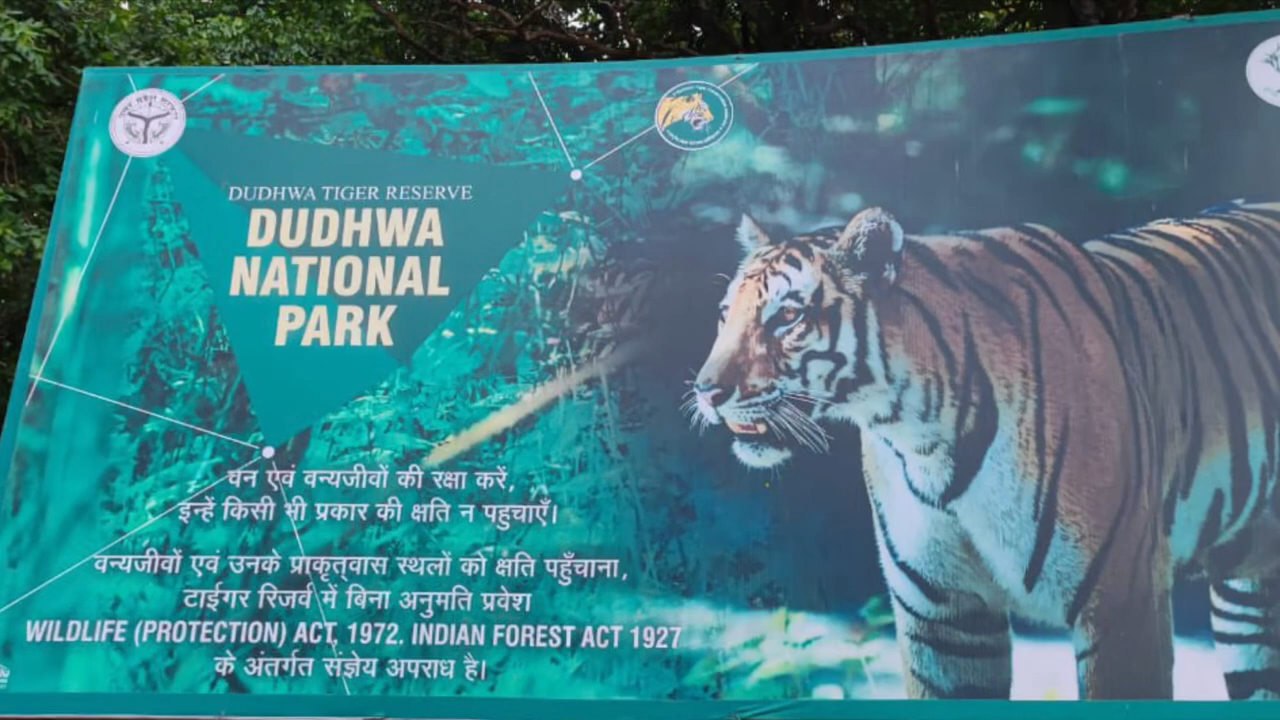 DUDHWA TIGER RESERVE
DUDHWA
NATIONAL
PARK
वन एवं वन्यजीवों की रक्षा करें,
इन्हें किसी भी प्रकार की क्षति न पहुचाएँ।
वन्यजीवों एवं उनके प्राकृत्वास स्थलों को क्षति पहुँचाना,
टाईगर रिजर्व में बिना अनुमति प्रवेश
WILDLIFE (PROTECTION) ACT, 1972. INDIAN FOREST ACT 1927
के अंतर्गत संज्ञेय अपराध है।